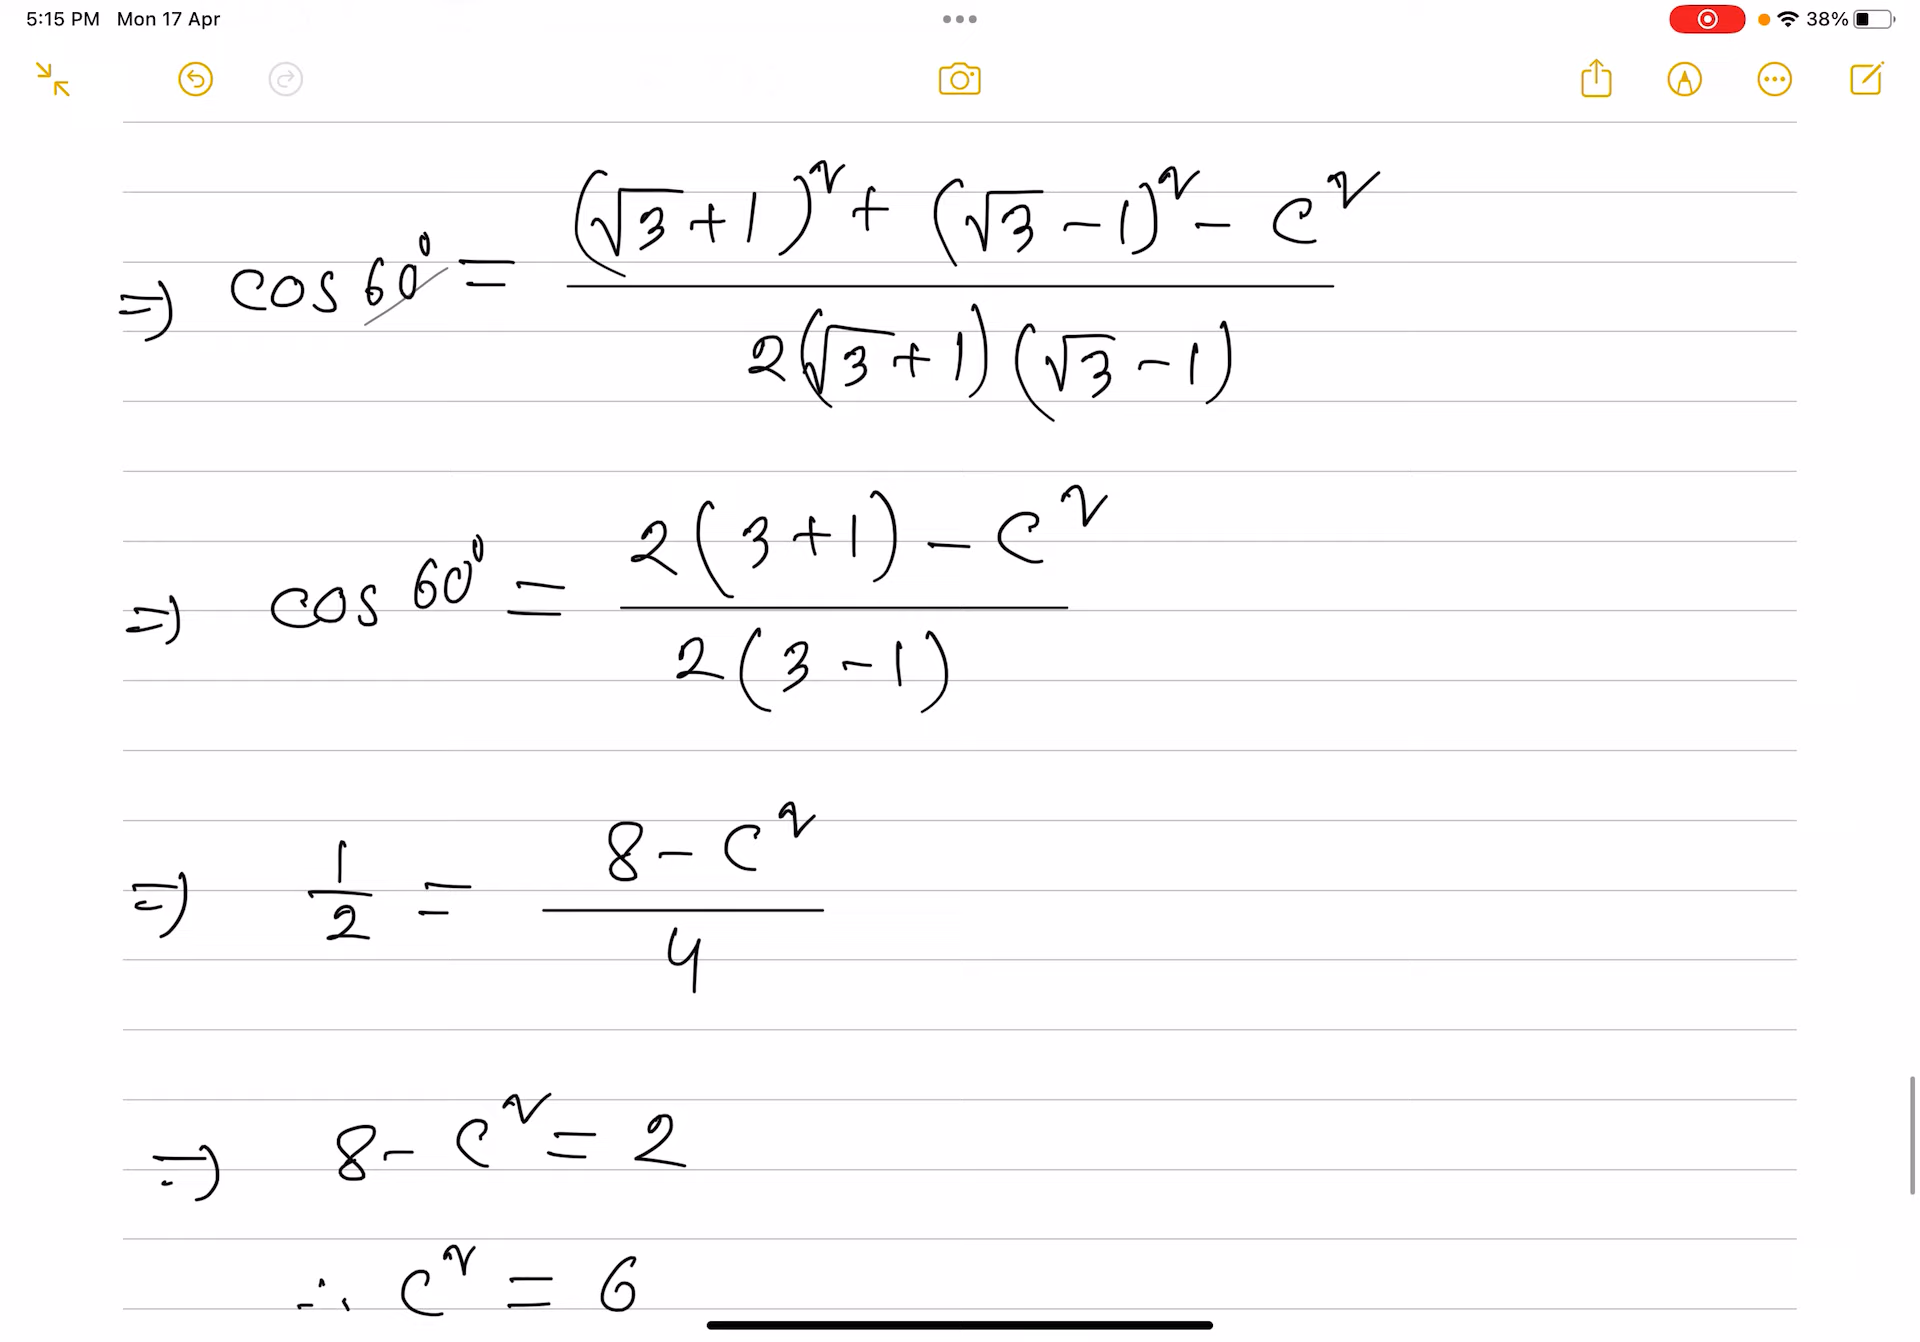 5:15 PM Mon 17 Apr
38%
⇒ cos 60° = ((√3+1)² + (√3-1)² - c²) / (2(√3+1)(√3-1))
⇒ cos 60° = (2(3+1) - c²) / (2(3-1))
⇒ 1/2 = (8 - c²) / 4
⇒ 8 - c² = 2
∴ c² = 6